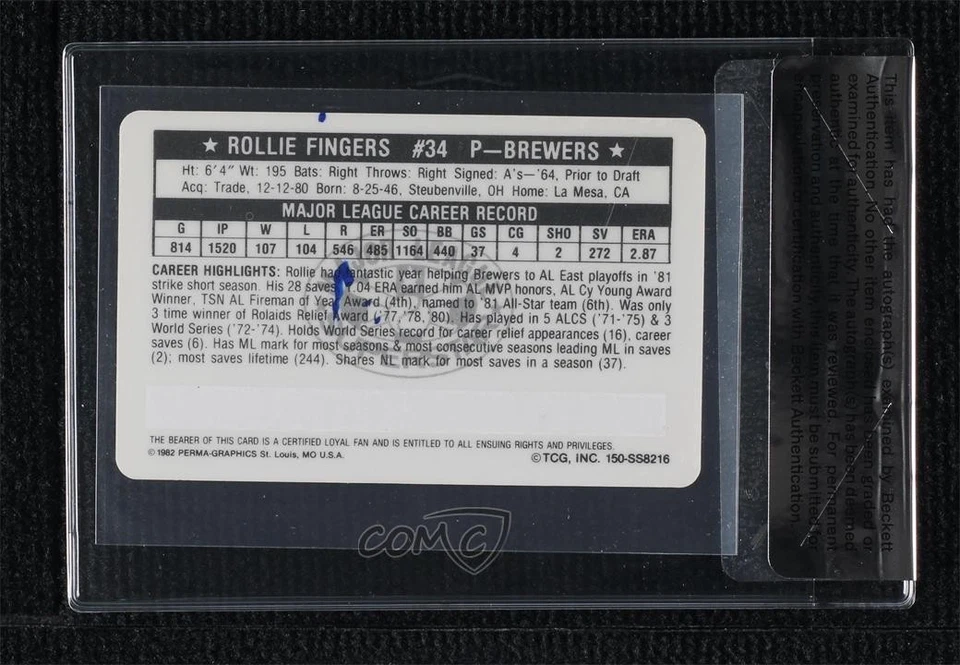 ★ ROLLIE FINGERS #34 P—BREWERS ★
Ht: 6'4" Wt: 195 Bats: Right Throws: Right Signed: A's—'64, Prior to Draft
Acq: Trade, 12-12-80 Born: 8-25-46, Steubenville, OH Home: La Mesa, CA
MAJOR LEAGUE CAREER RECORD
G IP W L R ER SO BB GS CG SHO SV ERA
814 1520 107 104 546 485 1164 440 37 4 2 272 2.87
CAREER HIGHLIGHTS: Rollie had fantastic year helping Brewers to AL East playoffs in '81
strike short season. His 28 saves, 1.04 ERA earned him AL MVP honors, AL Cy Young Award
Winner, TSN AL Fireman of Year Award (4th), named to '81 All-Star team (6th). Was only
3 time winner of Rolaids Relief Award ('77, '78, '80). Has played in 5 ALCS ('71-'75) & 3
World Series ('72-'74). Holds World Series record for career relief appearances (16), career
saves (6). Has ML mark for most seasons & most consecutive seasons leading ML in saves
(2); most saves lifetime (244). Shares NL mark for most saves in a season (37).
THE BEARER OF THIS CARD IS A CERTIFIED LOYAL FAN AND IS ENTITLED TO ALL ENSUING RIGHTS AND PRIVILEGES.
©1982 PERMA-GRAPHICS St. Louis, MO U.S.A.
©TCG, INC. 150-SS8216
COMC
This item has had the autograph(s) examined by Beckett
Authentication. No other item enclosed has been graded or
examined for authenticity. The autograph(s) has been deemed
authentic at the time that it was reviewed. For permanent
preservation and authentication must be submitted for
encapsulation with Beckett Authentication.